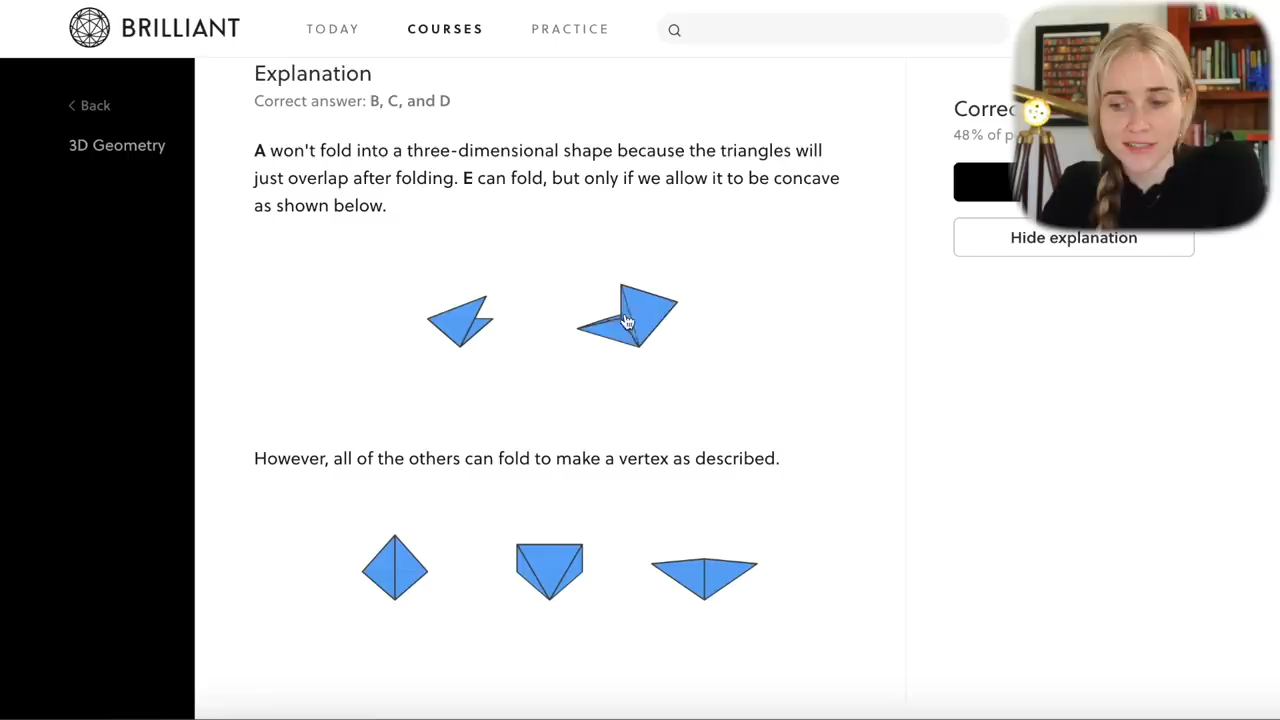 BRILLIANT
TODAY
COURSES
PRACTICE
Back
3D Geometry
Explanation
Correct answer: B, C, and D
A won't fold into a three-dimensional shape because the triangles will
just overlap after folding. E can fold, but only if we allow it to be concave
as shown below.
However, all of the others can fold to make a vertex as described.
48% of
Hide explanation